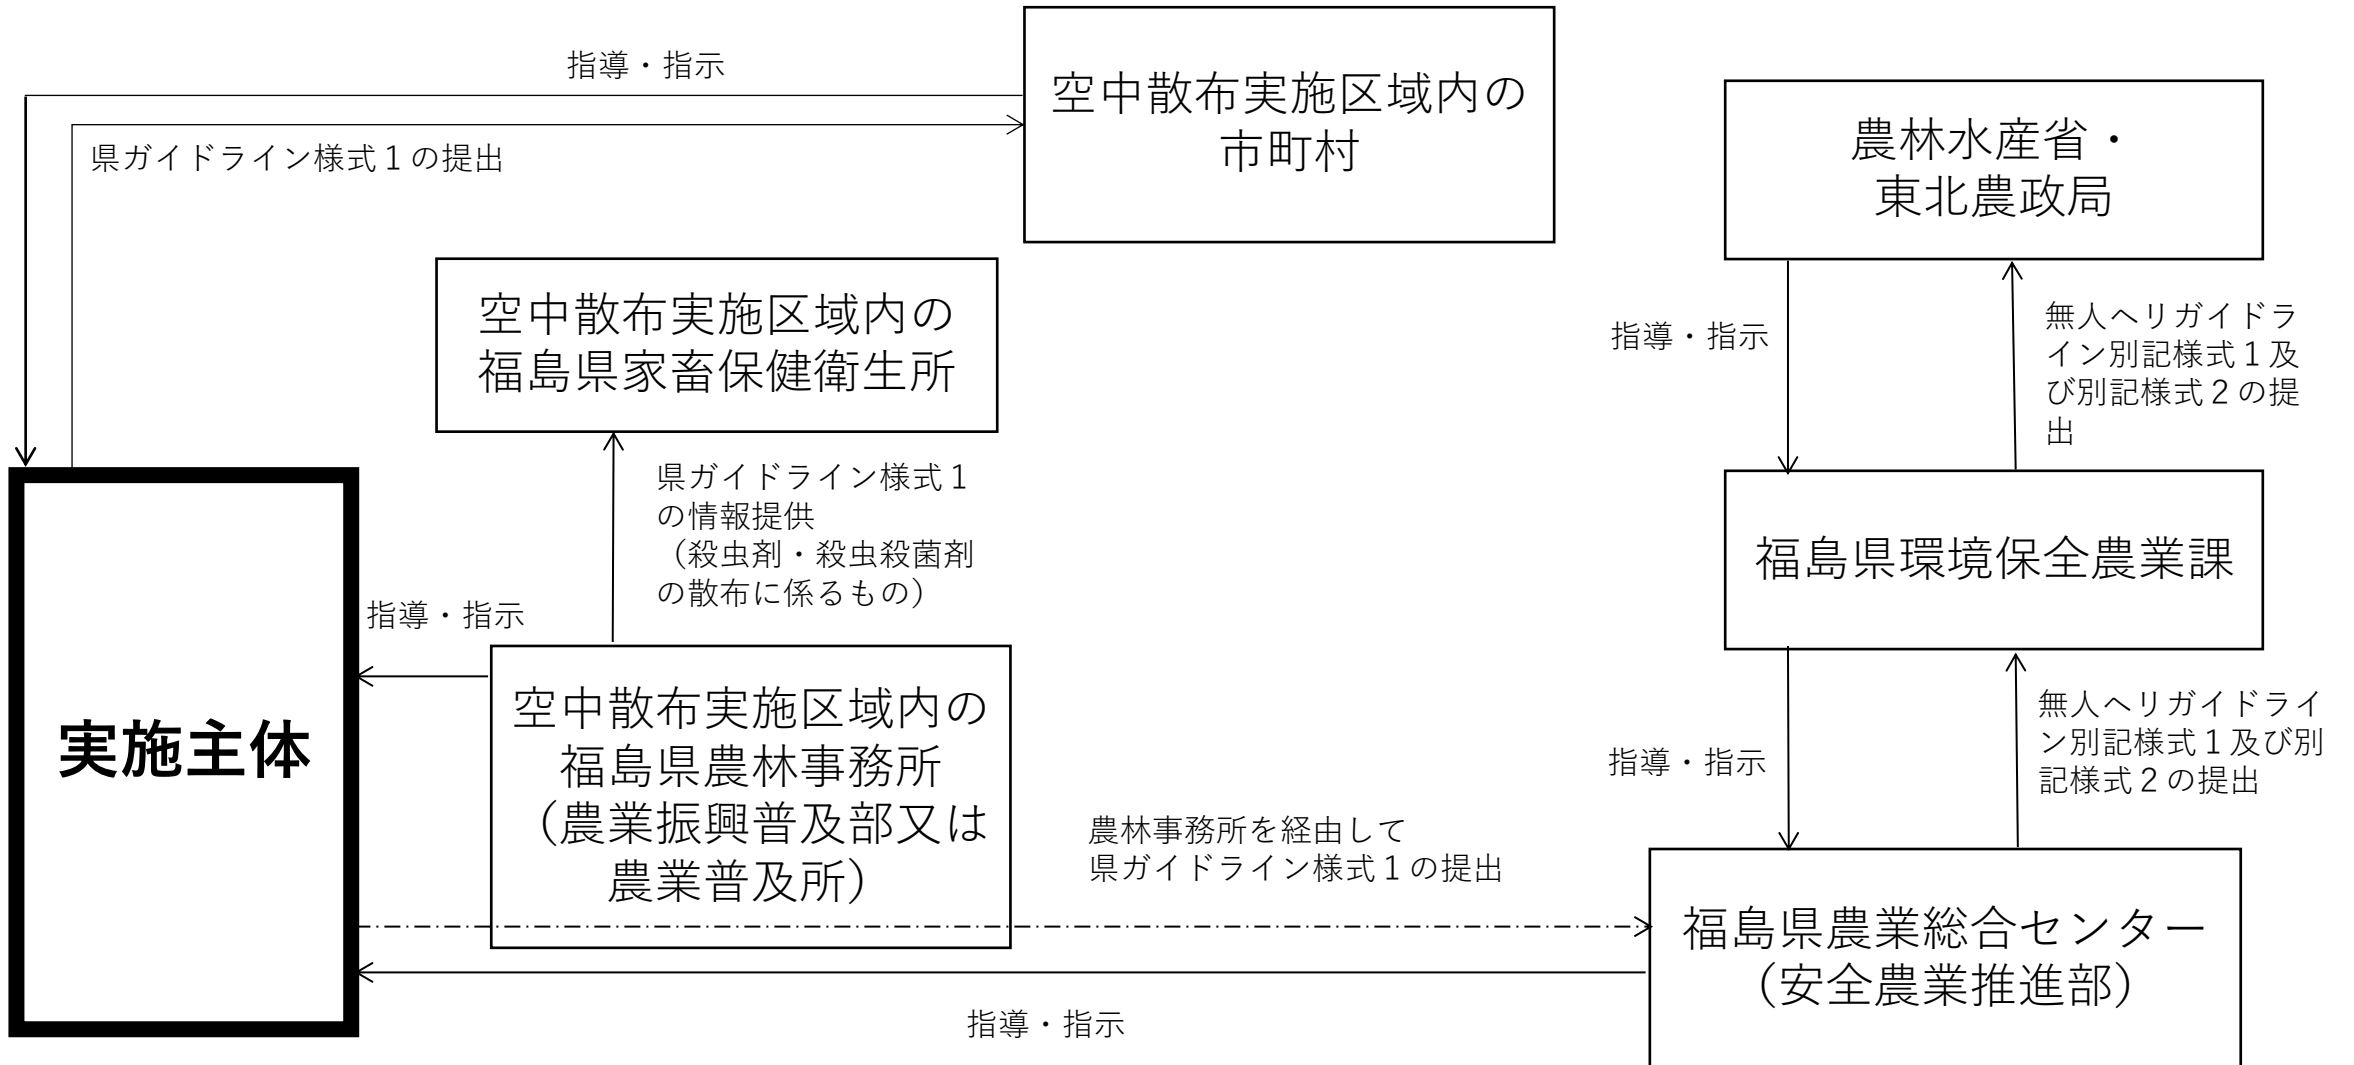 指導・指示
県ガイドライン様式１の提出
空中散布実施区域内の
市町村
農林水産省・
東北農政局
空中散布実施区域内の
福島県家畜保健衛生所
指導・指示
無人ヘリガイドラ
イン別記様式１及
び別記様式２の提
出
県ガイドライン様式１
の情報提供
（殺虫剤・殺虫殺菌剤
の散布に係るもの）
福島県環境保全農業課
指導・指示
実施主体
空中散布実施区域内の
福島県農林事務所
（農業振興普及部又は
農業普及所）
指導・指示
無人ヘリガイドライ
ン別記様式１及び別
記様式２の提出
農林事務所を経由して
県ガイドライン様式１の提出
福島県農業総合センター
（安全農業推進部）
指導・指示